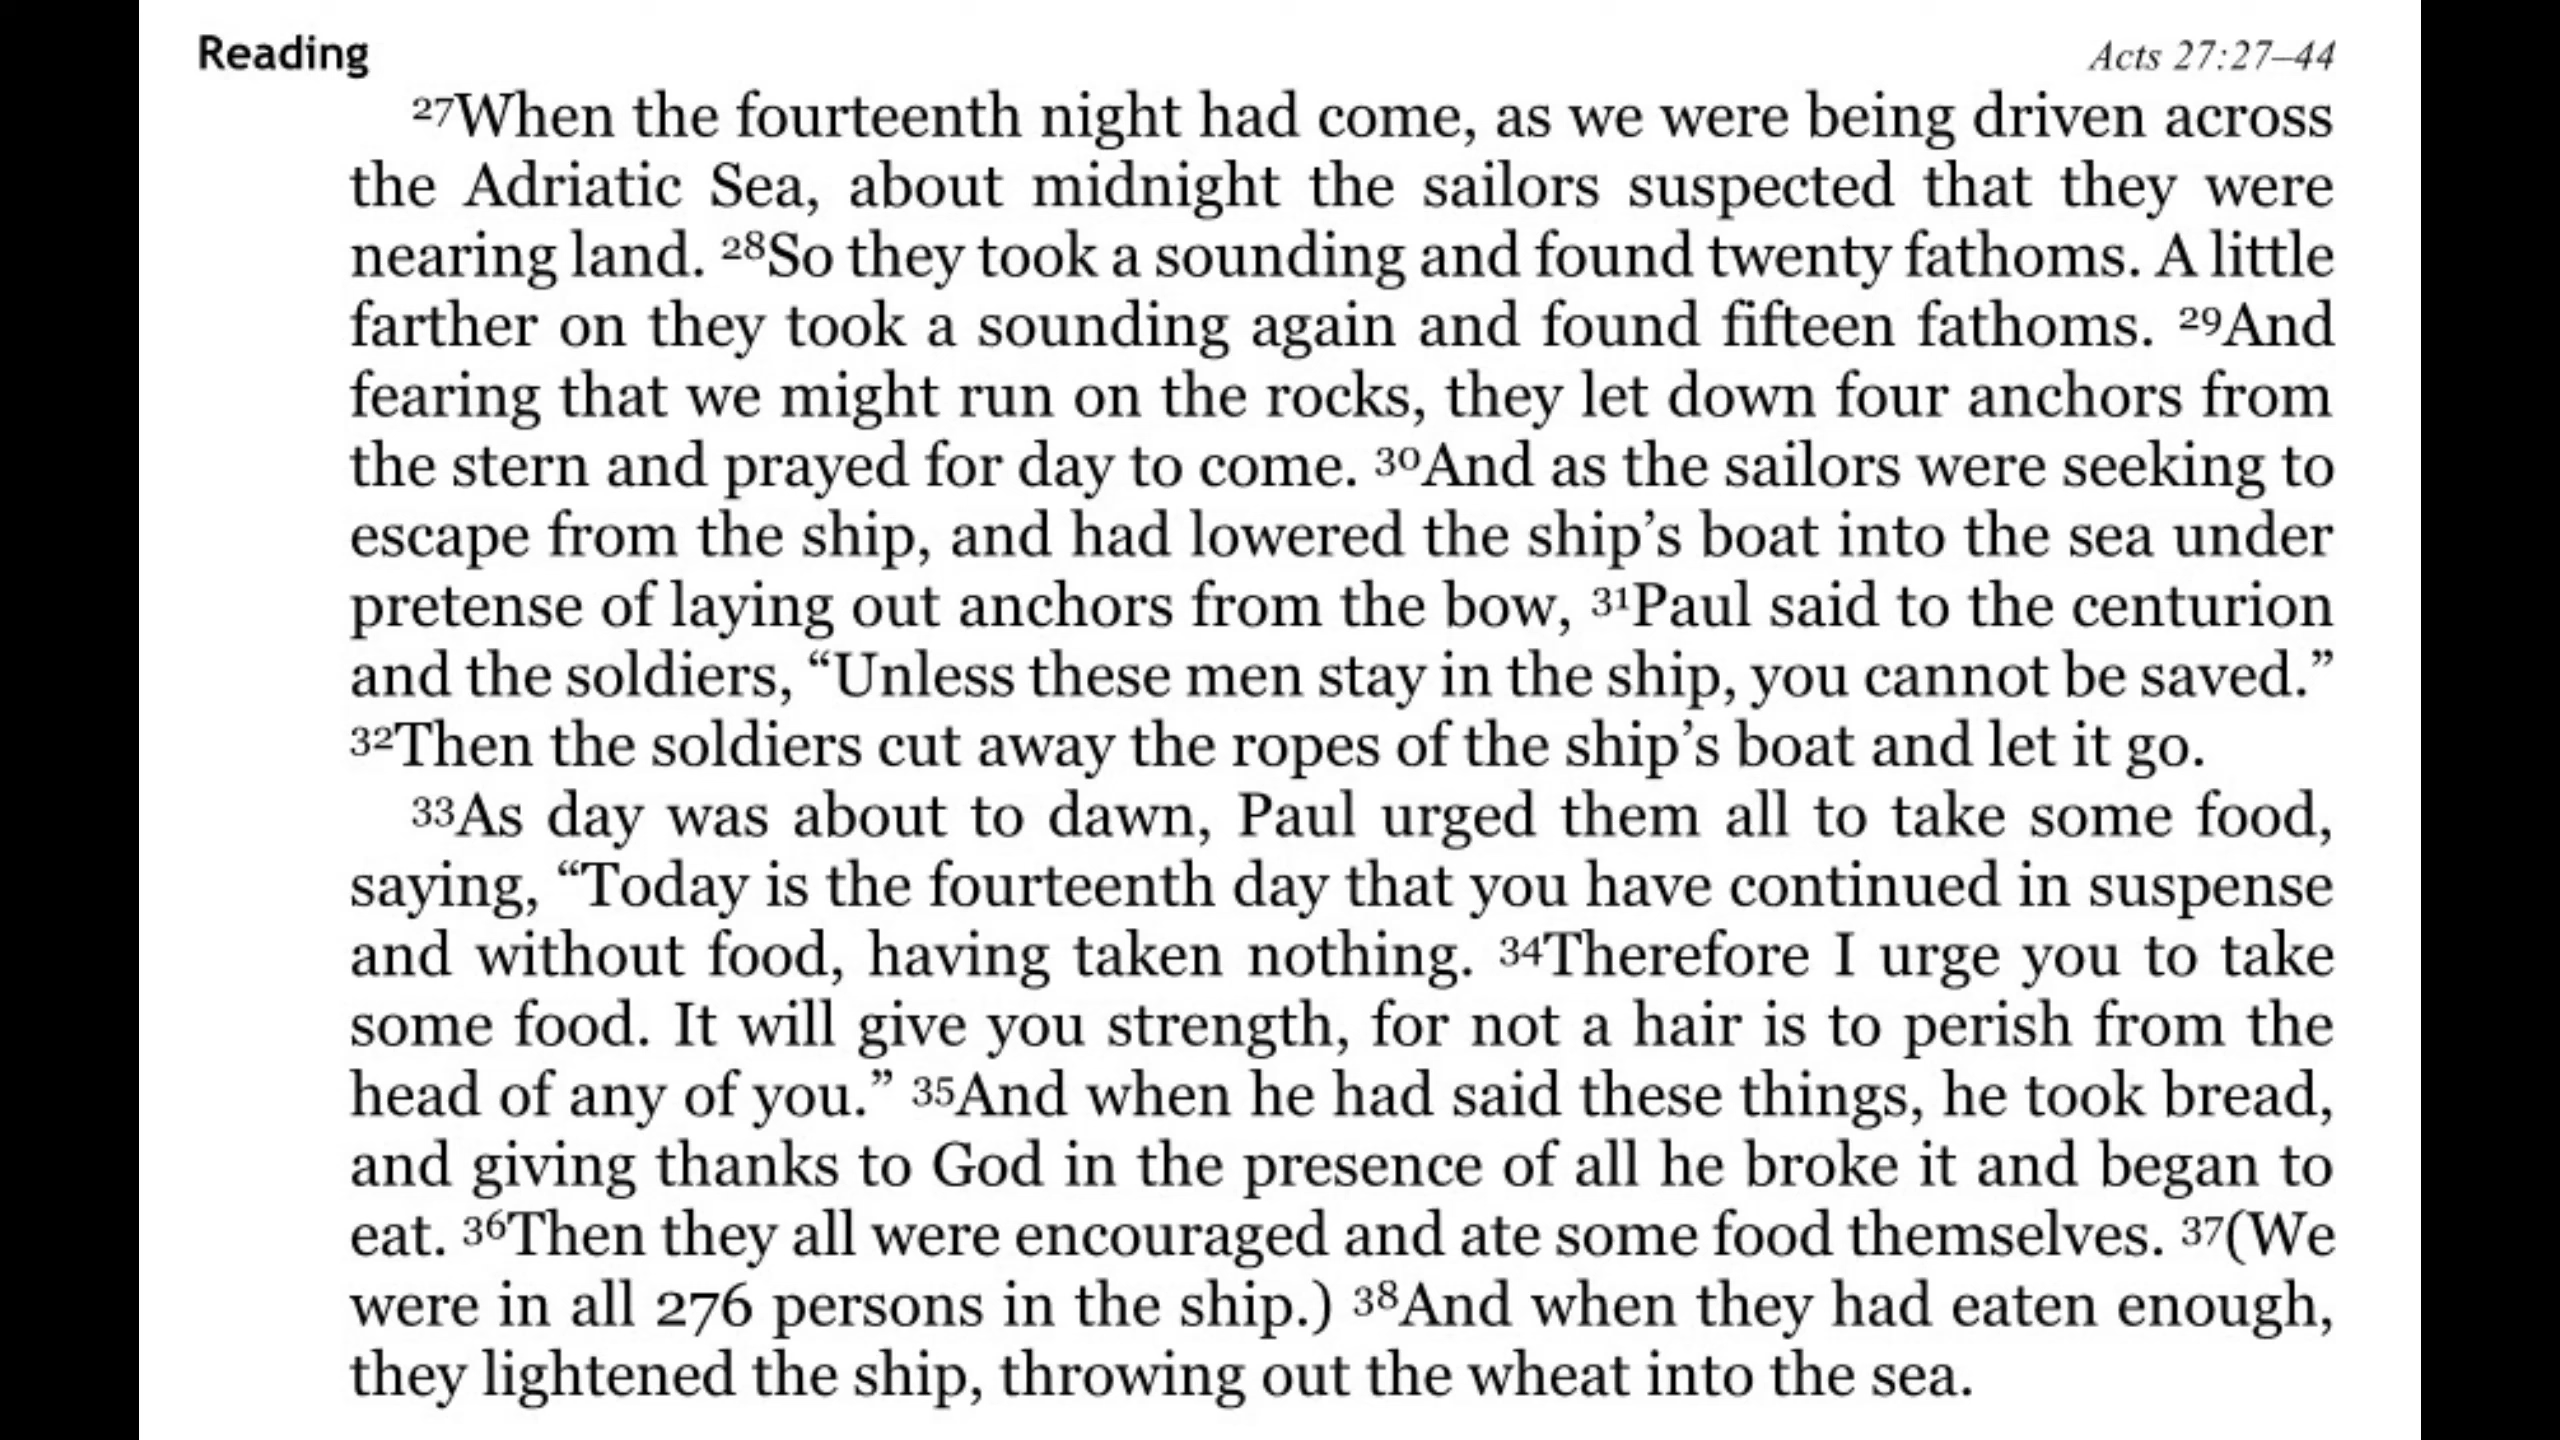 Reading
Acts 27:27–44
27When the fourteenth night had come, as we were being driven across
the Adriatic Sea, about midnight the sailors suspected that they were
nearing land. 28So they took a sounding and found twenty fathoms. A little
farther on they took a sounding again and found fifteen fathoms. 29And
fearing that we might run on the rocks, they let down four anchors from
the stern and prayed for day to come. 30And as the sailors were seeking to
escape from the ship, and had lowered the ship’s boat into the sea under
pretense of laying out anchors from the bow, 31Paul said to the centurion
and the soldiers, “Unless these men stay in the ship, you cannot be saved.”
32Then the soldiers cut away the ropes of the ship’s boat and let it go.
33As day was about to dawn, Paul urged them all to take some food,
saying, “Today is the fourteenth day that you have continued in suspense
and without food, having taken nothing. 34Therefore I urge you to take
some food. It will give you strength, for not a hair is to perish from the
head of any of you.” 35And when he had said these things, he took bread,
and giving thanks to God in the presence of all he broke it and began to
eat. 36Then they all were encouraged and ate some food themselves. 37(We
were in all 276 persons in the ship.) 38And when they had eaten enough,
they lightened the ship, throwing out the wheat into the sea.